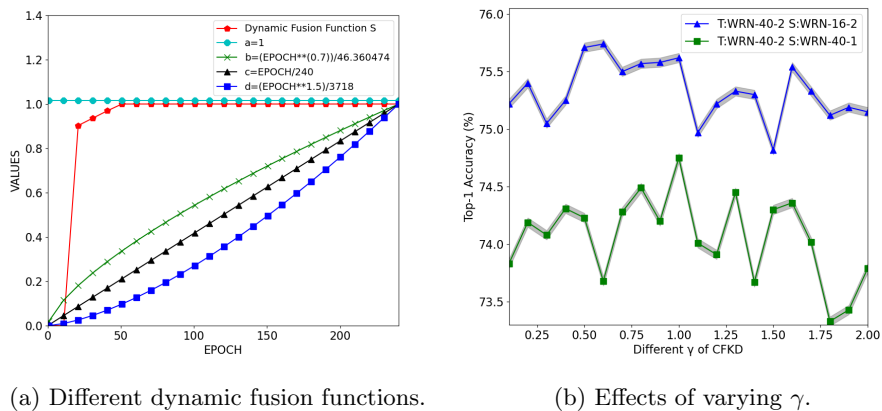 1.4
1.2
1.0
0.8
0.6
0.4
0.2
0.0
VALUES
0
50
100
150
200
EPOCH
Dynamic Fusion Function S
a=1
b=(EPOCH**(0.7))/46.360474
c=EPOCH/240
d=(EPOCH**1.5)/3718
(a) Different dynamic fusion functions.
76.0
75.5
75.0
74.5
74.0
73.5
Top-1 Accuracy (%)
0.25
0.50
0.75
1.00
1.25
1.50
1.75
2.00
Different γ of CFKD
T:WRN-40-2 S:WRN-16-2
T:WRN-40-2 S:WRN-40-1
(b) Effects of varying γ.